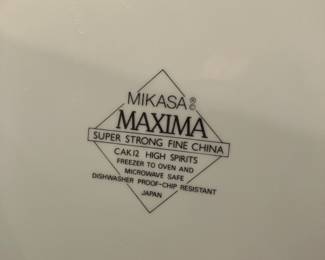 MIKASA®©
MAXIMA
SUPER STRONG FINE CHINA
CAK12 HIGH SPIRITS
FREEZER TO OVEN AND
MICROWAVE SAFE
DISHWASHER PROOF-CHIP RESISTANT
JAPAN